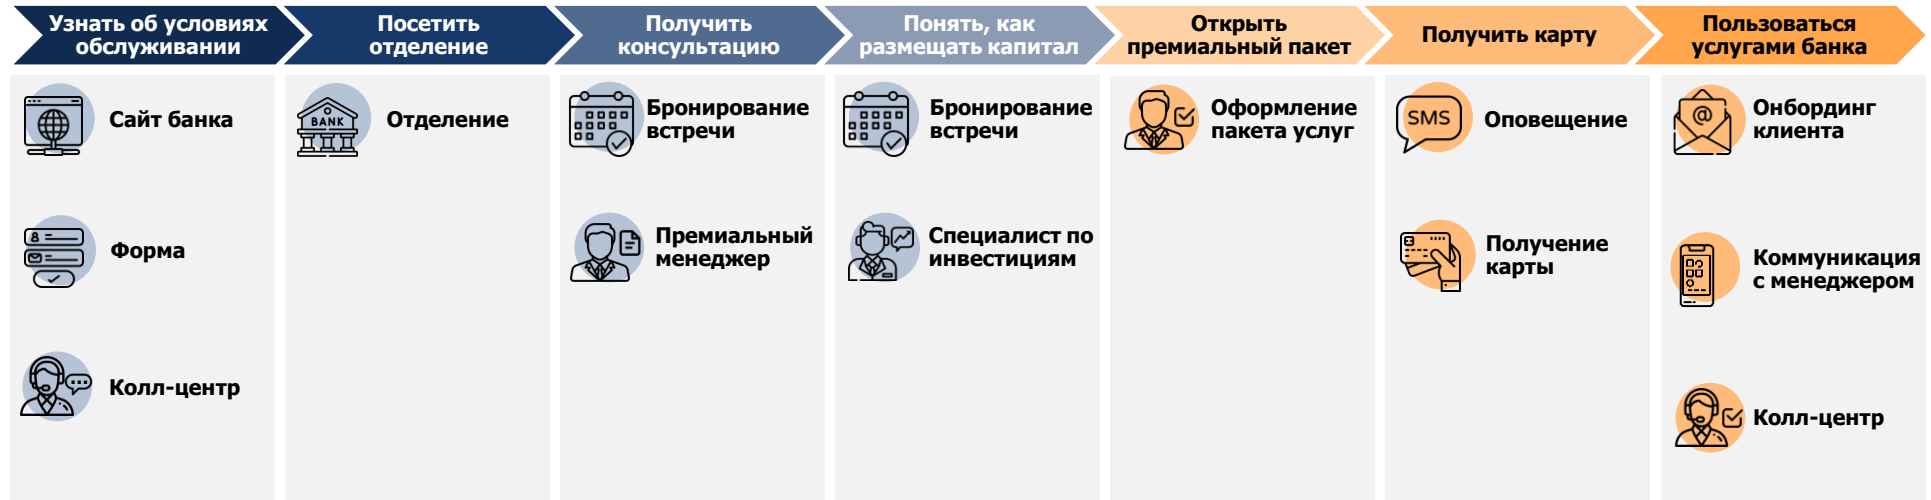 Узнать об условиях
обслуживании
Посетить
отделение
Получить
консультацию
Понять, как
размещать капитал
Открыть
премиальный пакет
Получить карту
Пользоваться
услугами банка
Сайт банка
Форма
Колл-центр
BANK
Отделение
Бронирование
встречи
Премиальный
менеджер
Бронирование
встречи
Специалист по
инвестициям
Оформление
пакета услуг
SMS
Оповещение
Получение
карты
@
Онбординг
клиента
Коммуникация
с менеджером
Колл-центр